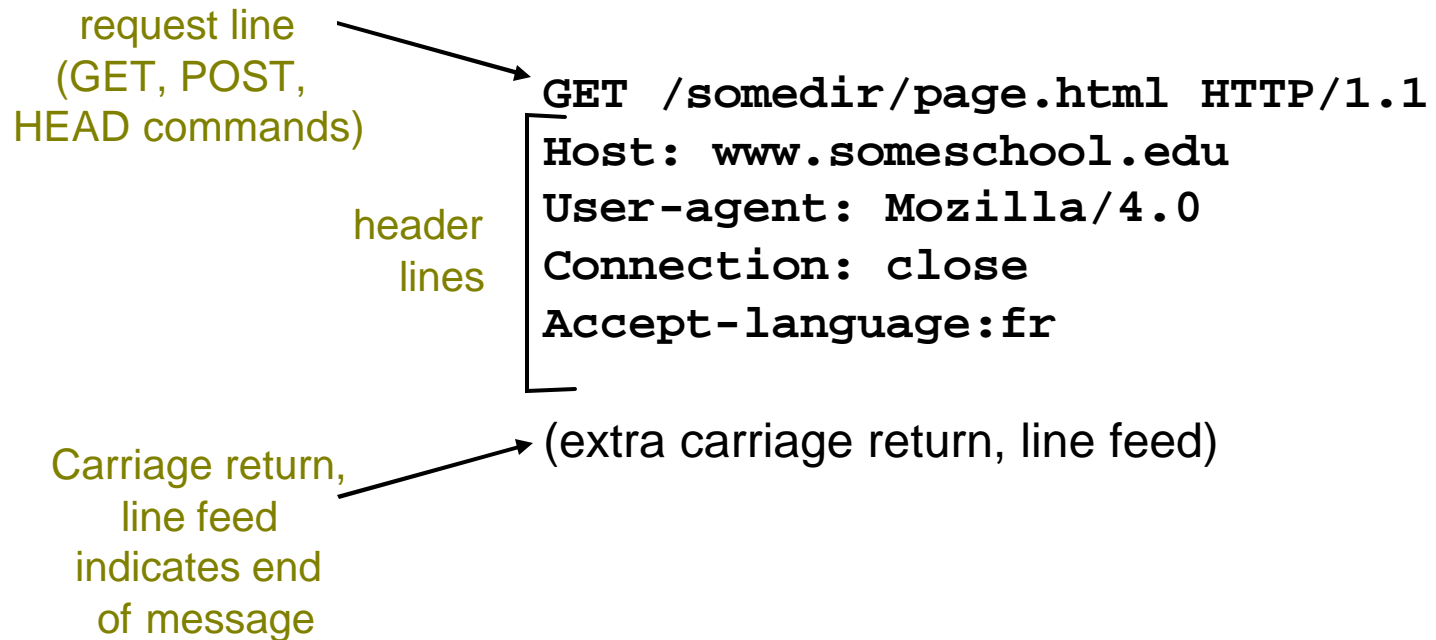 request line
(GET, POST,
HEAD commands)
GET /somedir/page.html HTTP/1.1
Host: www.someschool.edu
User-agent: Mozilla/4.0
Connection: close
Accept-language:fr
header
lines
(extra carriage return, line feed)
Carriage return,
line feed
indicates end
of message